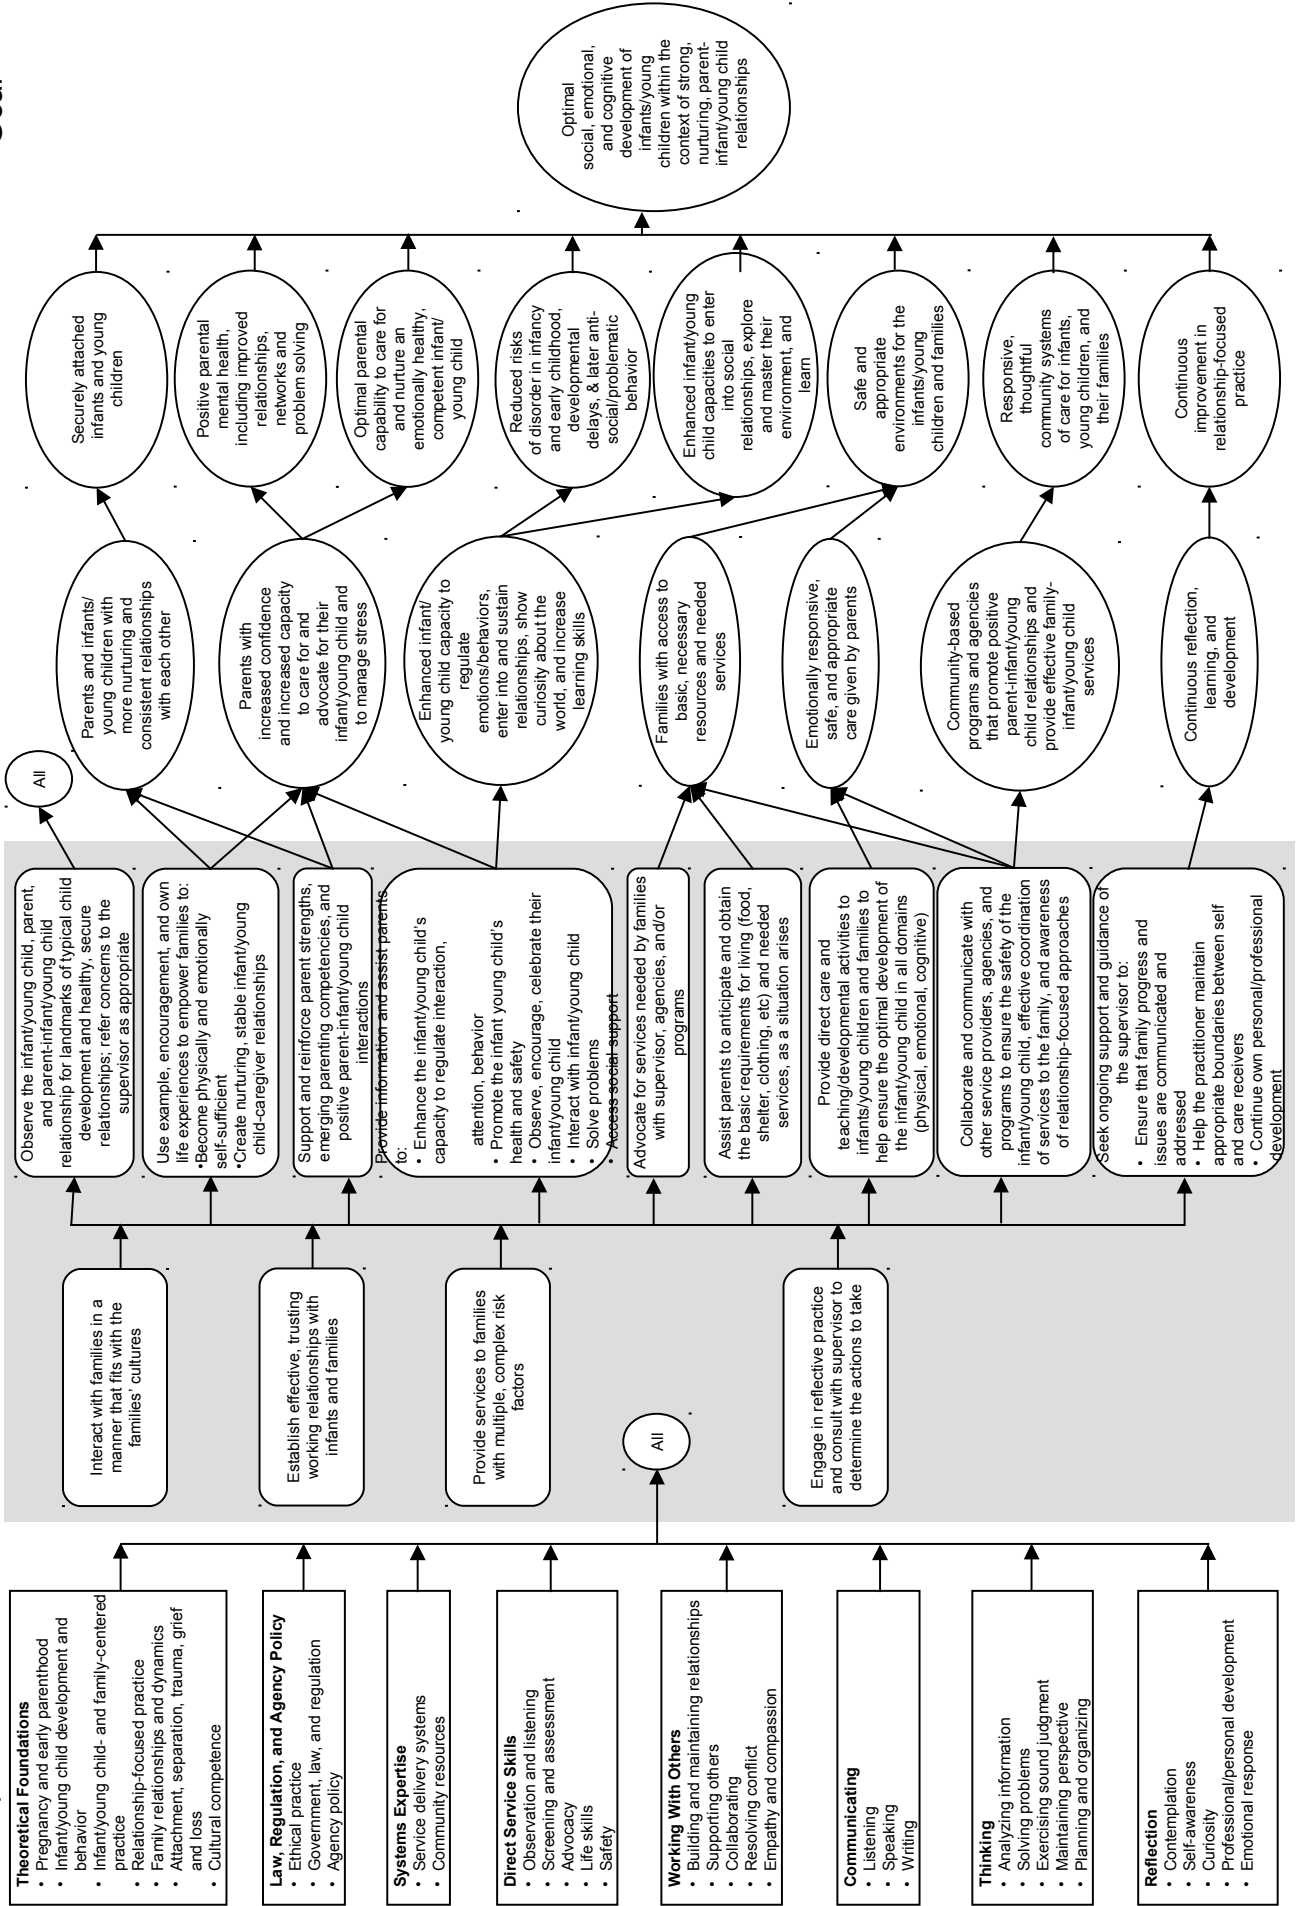 Theoretical Foundations
• Pregnancy and early parenthood
• Infant/young child development and
behavior
• Infant/young child- and family-centered
practice
• Relationship-focused practice
• Family relationships and dynamics
• Attachment, separation, trauma, grief
and loss
• Cultural competence
Law, Regulation, and Agency Policy
• Ethical practice
• Government, law, and regulation
• Agency policy
Systems Expertise
• Service delivery systems
• Community resources
Direct Service Skills
• Observation and listening
• Screening and assessment
• Advocacy
• Life skills
• Safety
Working With Others
• Building and maintaining relationships
• Supporting others
• Collaborating
• Resolving conflict
• Empathy and compassion
Communicating
• Listening
• Speaking
• Writing
Thinking
• Analyzing information
• Solving problems
• Exercising sound judgment
• Maintaining perspective
• Planning and organizing
Reflection
• Contemplation
• Self-awareness
• Curiosity
• Professional/personal development
• Emotional response
All
Interact with families in a
manner that fits with the
families' cultures
Establish effective, trusting
working relationships with
infants and families
Provide services to families
with multiple, complex risk
factors
Engage in reflective practice
and consult with supervisor to
determine the actions to take
Observe the infant/young child, parent,
and parent-infant/young child
relationship for landmarks of typical child
development and healthy, secure
relationships; refer concerns to the
supervisor as appropriate
Use example, encouragement, and own
life experiences to empower families to:
•Become physically and emotionally
self-sufficient
•Create nurturing, stable infant/young
child-caregiver relationships
Support and reinforce parent strengths,
emerging parenting competencies, and
positive parent-infant/young child
interactions
Provide information and assist parents
to:
• Enhance the infant/young child's
capacity to regulate interaction,
attention, behavior
• Promote the infant young child's
health and safety
• Observe, encourage, celebrate their
infant/young child
• Interact with infant/young child
• Solve problems
• Access social support
Advocate for services needed by families
with supervisor, agencies, and/or
programs
Assist parents to anticipate and obtain
the basic requirements for living (food,
shelter, clothing, etc) and needed
services, as a situation arises
Provide direct care and
teaching/developmental activities to
infants/young children and families to
help ensure the optimal development of
the infant/young child in all domains
(physical, emotional, cognitive)
Collaborate and communicate with
other service providers, agencies, and
programs to ensure the safety of the
infant/young child, effective coordination
of services to the family, and awareness
of relationship-focused approaches
Seek ongoing support and guidance of
the supervisor to:
• Ensure that family progress and
issues are communicated and
addressed
• Help the practitioner maintain
appropriate boundaries between self
and care receivers
• Continue own personal/professional
development
All
Parents and infants/
young children with
more nurturing and
consistent relationships
with each other
Parents with
increased confidence
and increased capacity
to care for and
advocate for their
infant/young child and
to manage stress
Enhanced infant/
young child capacity to
regulate
emotions/behaviors,
enter into and sustain
relationships, show
curiosity about the
world, and increase
learning skills
Families with access to
basic, necessary
resources and needed
services
Emotionally responsive,
safe, and appropriate
care given by parents
Community-based
programs and agencies
that promote positive
parent-infant/young
child relationships and
provide effective family-
infant/young child
services
Continuous reflection,
learning, and
development
Securely attached
infants and young
children
Positive parental
mental health,
including improved
relationships,
networks and
problem solving
Optimal parental
capability to care for
and nurture an
emotionally healthy,
competent infant/
young child
Reduced risks
of disorder in infancy
and early childhood,
developmental
delays, & later anti-
social/problematic
behavior
Enhanced infant/young
child capacities to enter
into social
relationships, explore
and master their
environment, and
learn
Safe and
appropriate
environments for the
infants/young
children and families
Responsive,
thoughtful
community systems
of care for infants,
young children, and
their families
Continuous
improvement in
relationship-focused
practice
Optimal
social, emotional,
and cognitive
development of
infants/young
children within the
context of strong,
nurturing, parent-
infant/young child
relationships